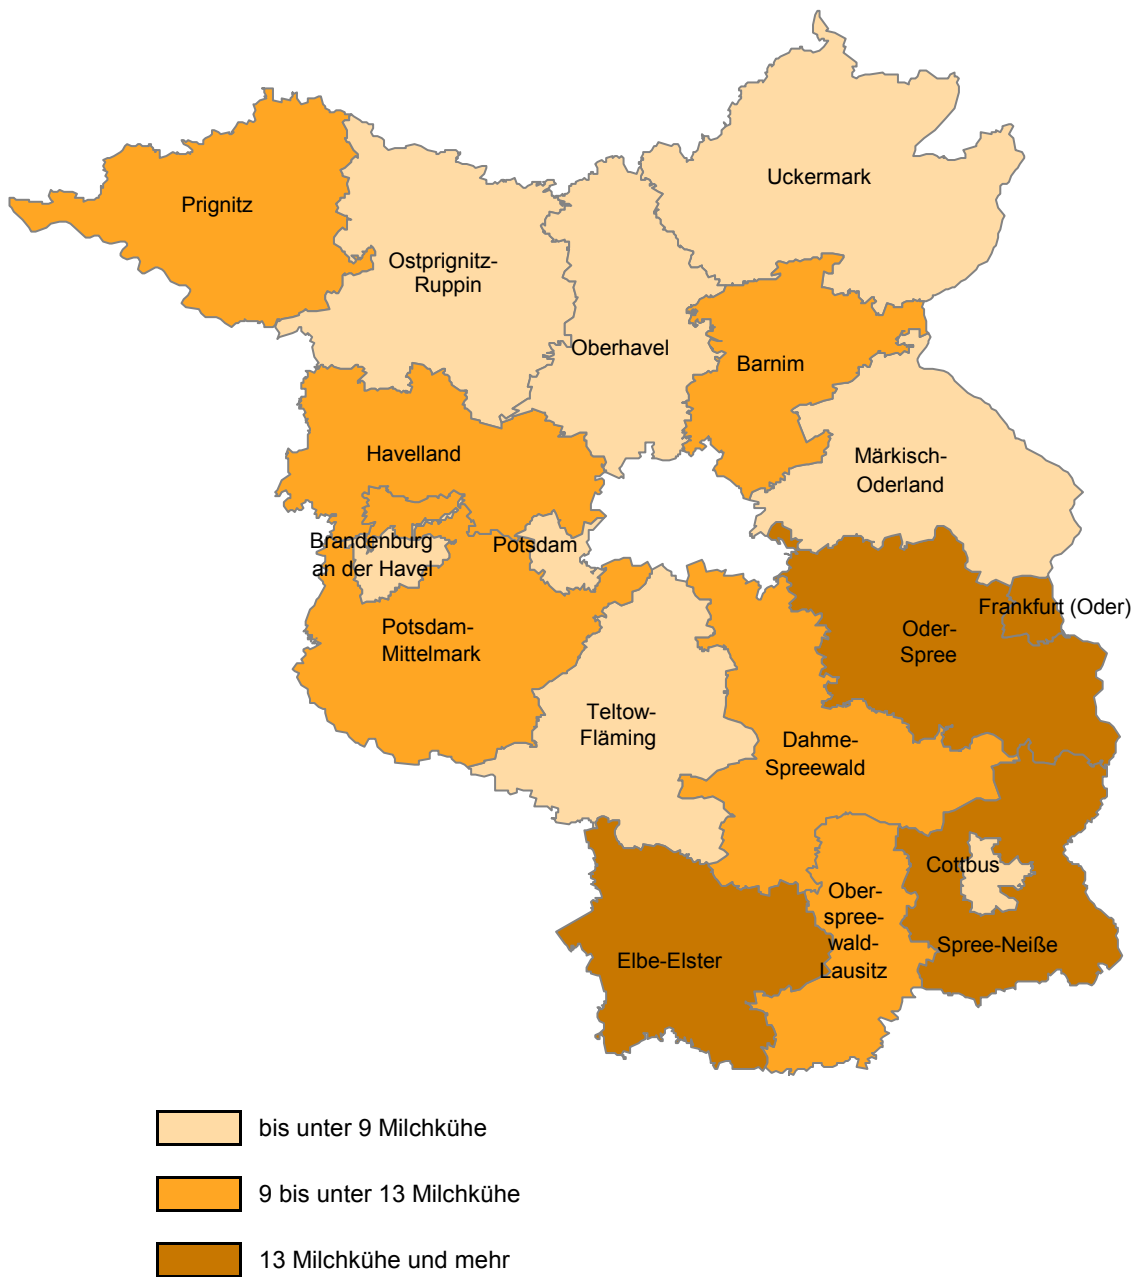 Uckermark
Prignitz
Ostprignitz-
Ruppin
Oberhavel
Barnim
Havelland
Märkisch-
Oderland
Brandenburg
an der Havel
Potsdam
Frankfurt (Oder)
Potsdam-
Mittelmark
Oder-
Spree
Teltow-
Fläming
Dahme-
Spreewald
Cottbus
Ober-
spree-
wald-
Lausitz
Spree-Neiße
Elbe-Elster
bis unter 9 Milchkühe
9 bis unter 13 Milchkühe
13 Milchkühe und mehr